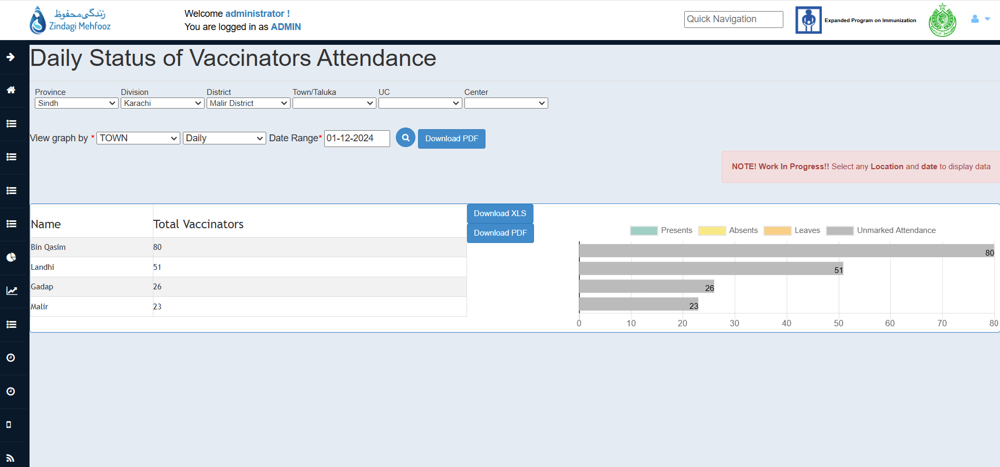 زندگی محفوظ
Zindagi Mehfooz
Welcome administrator !
You are logged in as ADMIN
Quick Navigation
Expanded Program on Immunization
Daily Status of Vaccinators Attendance
Province Division District Town/Taluka UC Center
Sindh Karachi Malir District
View graph by * TOWN Daily Date Range* 01-12-2024 Download PDF
NOTE! Work In Progress!! Select any Location and date to display data
Name Total Vaccinators
Bin Qasim 80
Landhi 51
Gadap 26
Malir 23
Download XLS
Download PDF
Presents Absents Leaves Unmarked Attendance
80
51
26
23
0 10 20 30 40 50 60 70 80